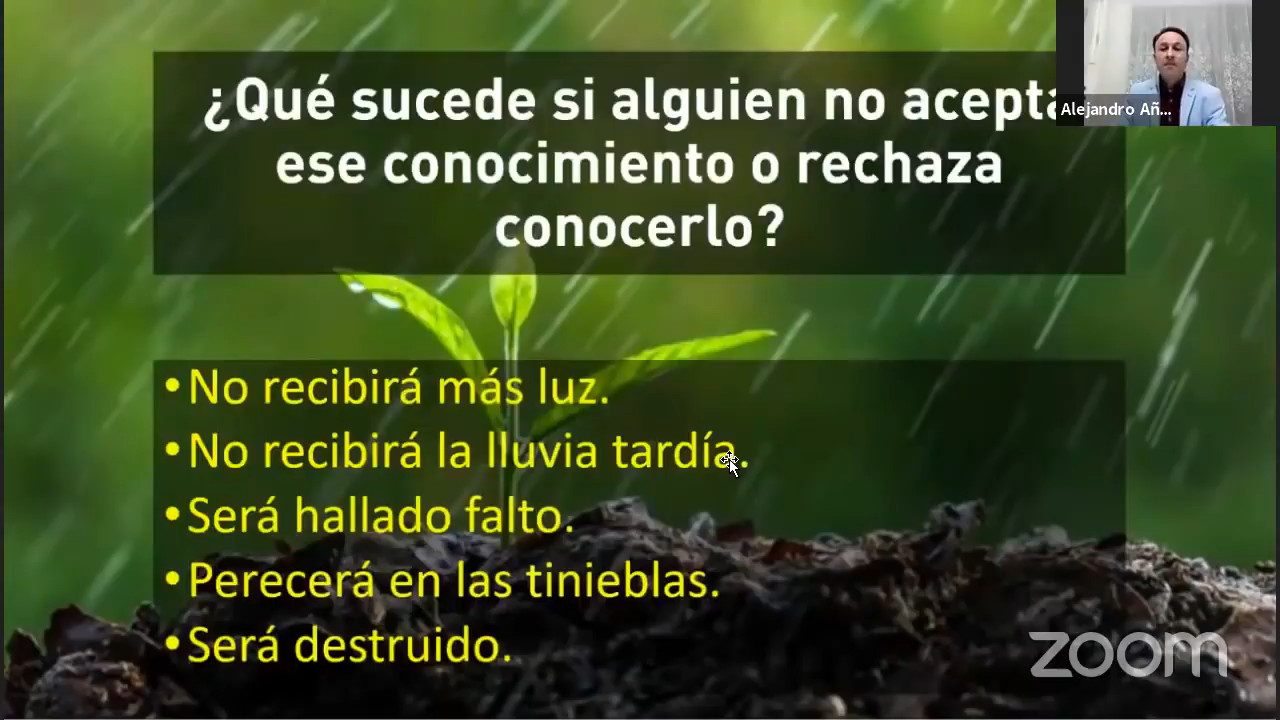 ¿Qué sucede si alguien no acepta
ese conocimiento o rechaza
conocerlo?
Alejandro Añ...
•No recibirá más luz.
•No recibirá la lluvia tardía.
•Será hallado falto.
•Perecerá en las tinieblas.
•Será destruido.
zoom